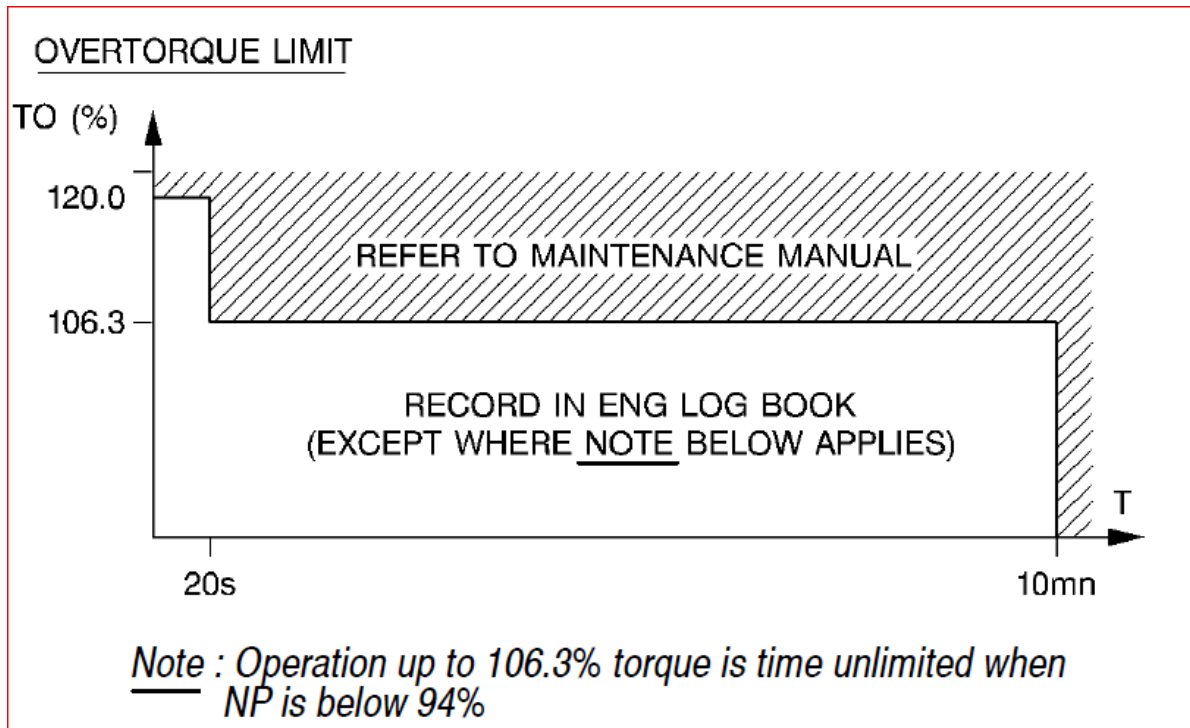 OVERTORQUE LIMIT
TO (%)
120.0
REFER TO MAINTENANCE MANUAL
106.3
RECORD IN ENG LOG BOOK
(EXCEPT WHERE NOTE BELOW APPLIES)
T
20s
10mn
Note : Operation up to 106.3% torque is time unlimited when
NP is below 94%